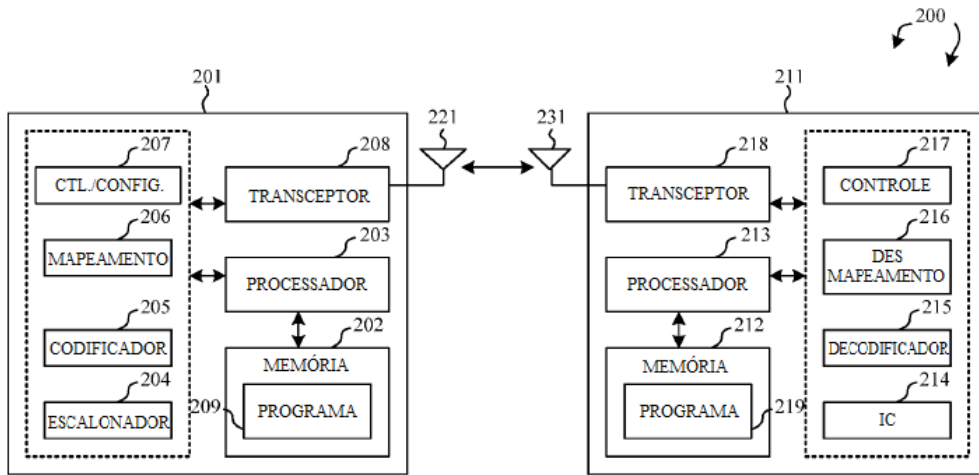 200
201
211
221
231
207
CTL./CONFIG.
208
TRANSCEPTOR
218
TRANSCEPTOR
217
CONTROLE
206
MAPEAMENTO
203
PROCESSADOR
213
PROCESSADOR
216
DES
MAPEAMENTO
205
CODIFICADOR
202
MEMÓRIA
212
MEMÓRIA
215
DECODIFICADOR
204
ESCALONADOR
209
PROGRAMA
PROGRAMA
219
214
IC